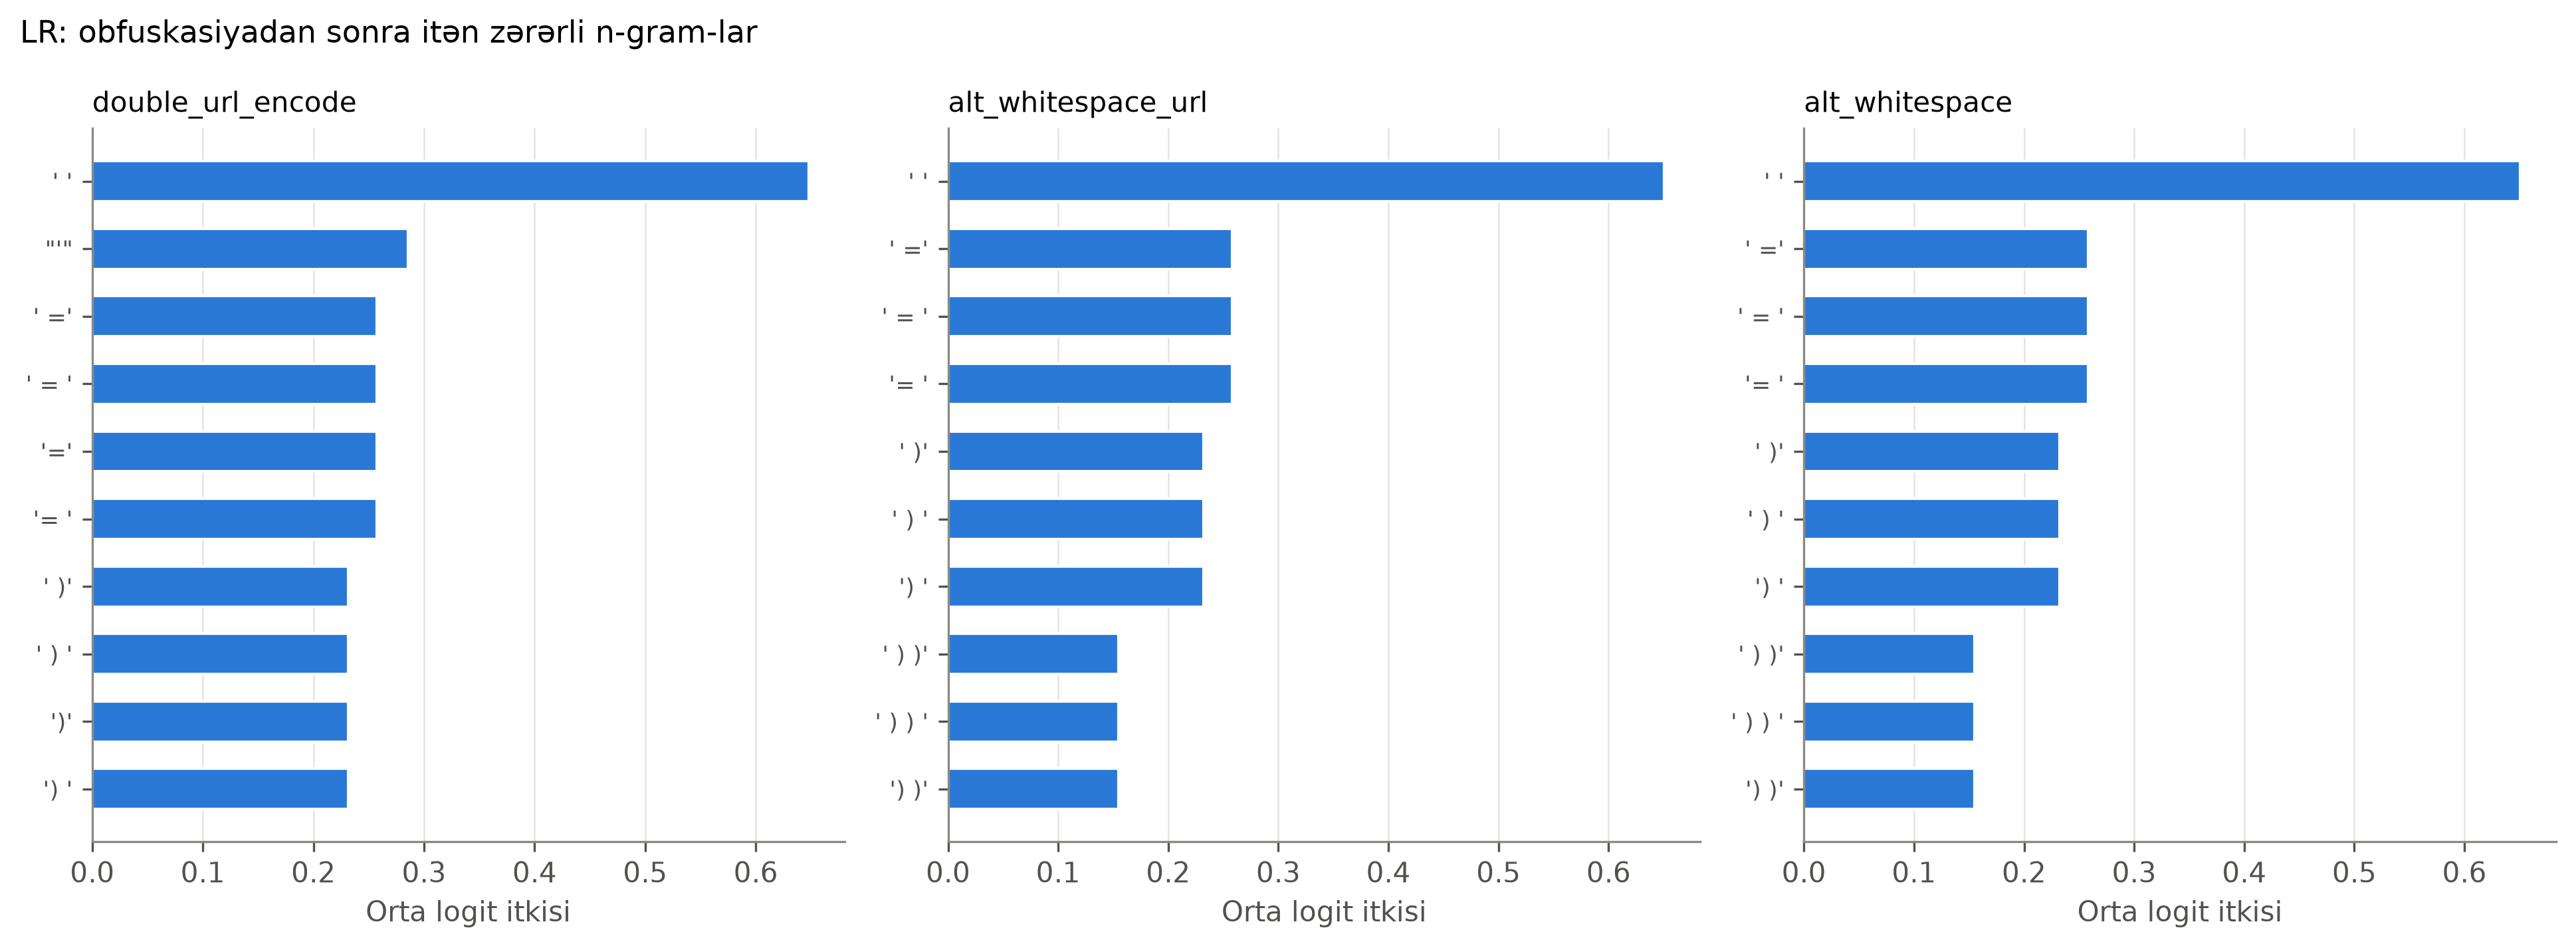 LR: obfuskasiyadan sonra itən zərərli n-gram-lar
double_url_encode
' '
"'"
' ='
' = '
'='
'= '
' )'
' ) '
')'
') '
0.0 0.1 0.2 0.3 0.4 0.5 0.6
Orta logit itkisi
alt_whitespace_url
' '
' ='
' = '
'= '
' )'
' ) '
') '
' ) )'
' ) ) '
') )'
0.0 0.1 0.2 0.3 0.4 0.5 0.6
Orta logit itkisi
alt_whitespace
' '
' ='
' = '
'= '
' )'
' ) '
') '
' ) )'
' ) ) '
') )'
0.0 0.1 0.2 0.3 0.4 0.5 0.6
Orta logit itkisi